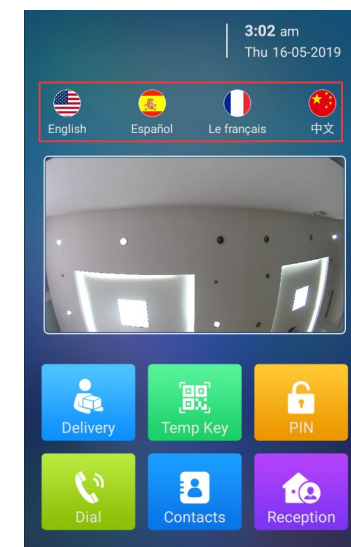 3:02 am
Thu 16-05-2019
English Español Le français 中文
Delivery Temp Key PIN
Dial Contacts Reception